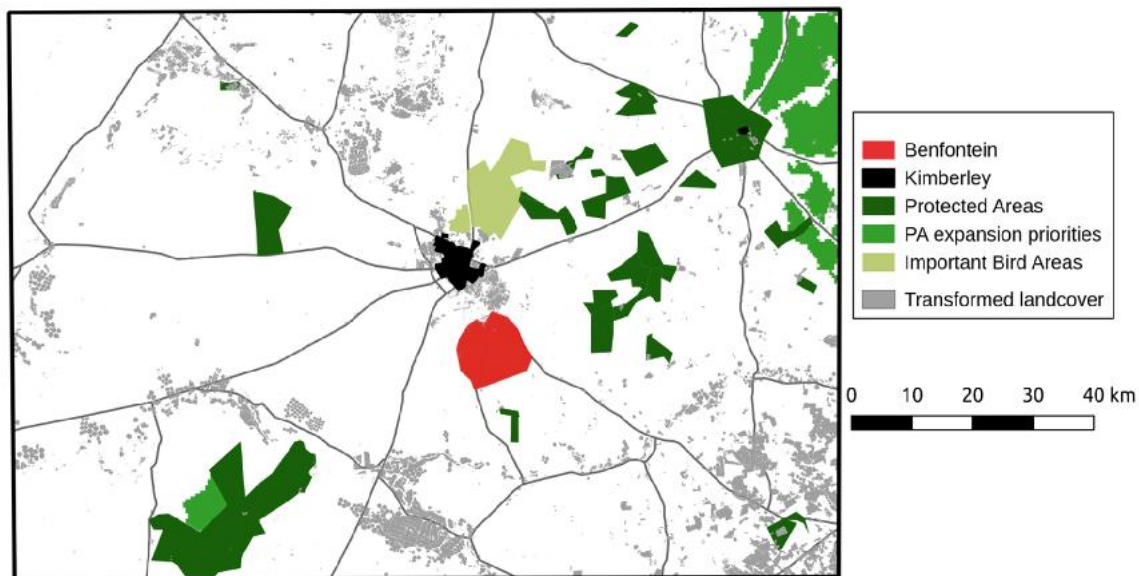 Benfontein
Kimberley
Protected Areas
PA expansion priorities
Important Bird Areas
Transformed landcover
0 10 20 30 40 km